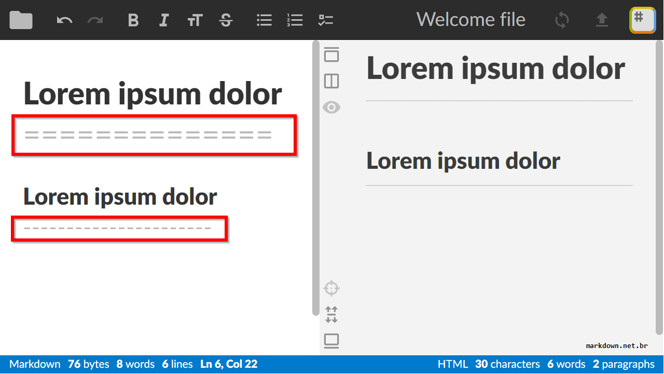 B I TT S Welcome file #
Lorem ipsum dolor
==============
Lorem ipsum dolor
----------------------
Lorem ipsum dolor
Lorem ipsum dolor
markdown.net.br
Markdown 76 bytes 8 words 6 lines Ln 6, Col 22 HTML 30 characters 6 words 2 paragraphs